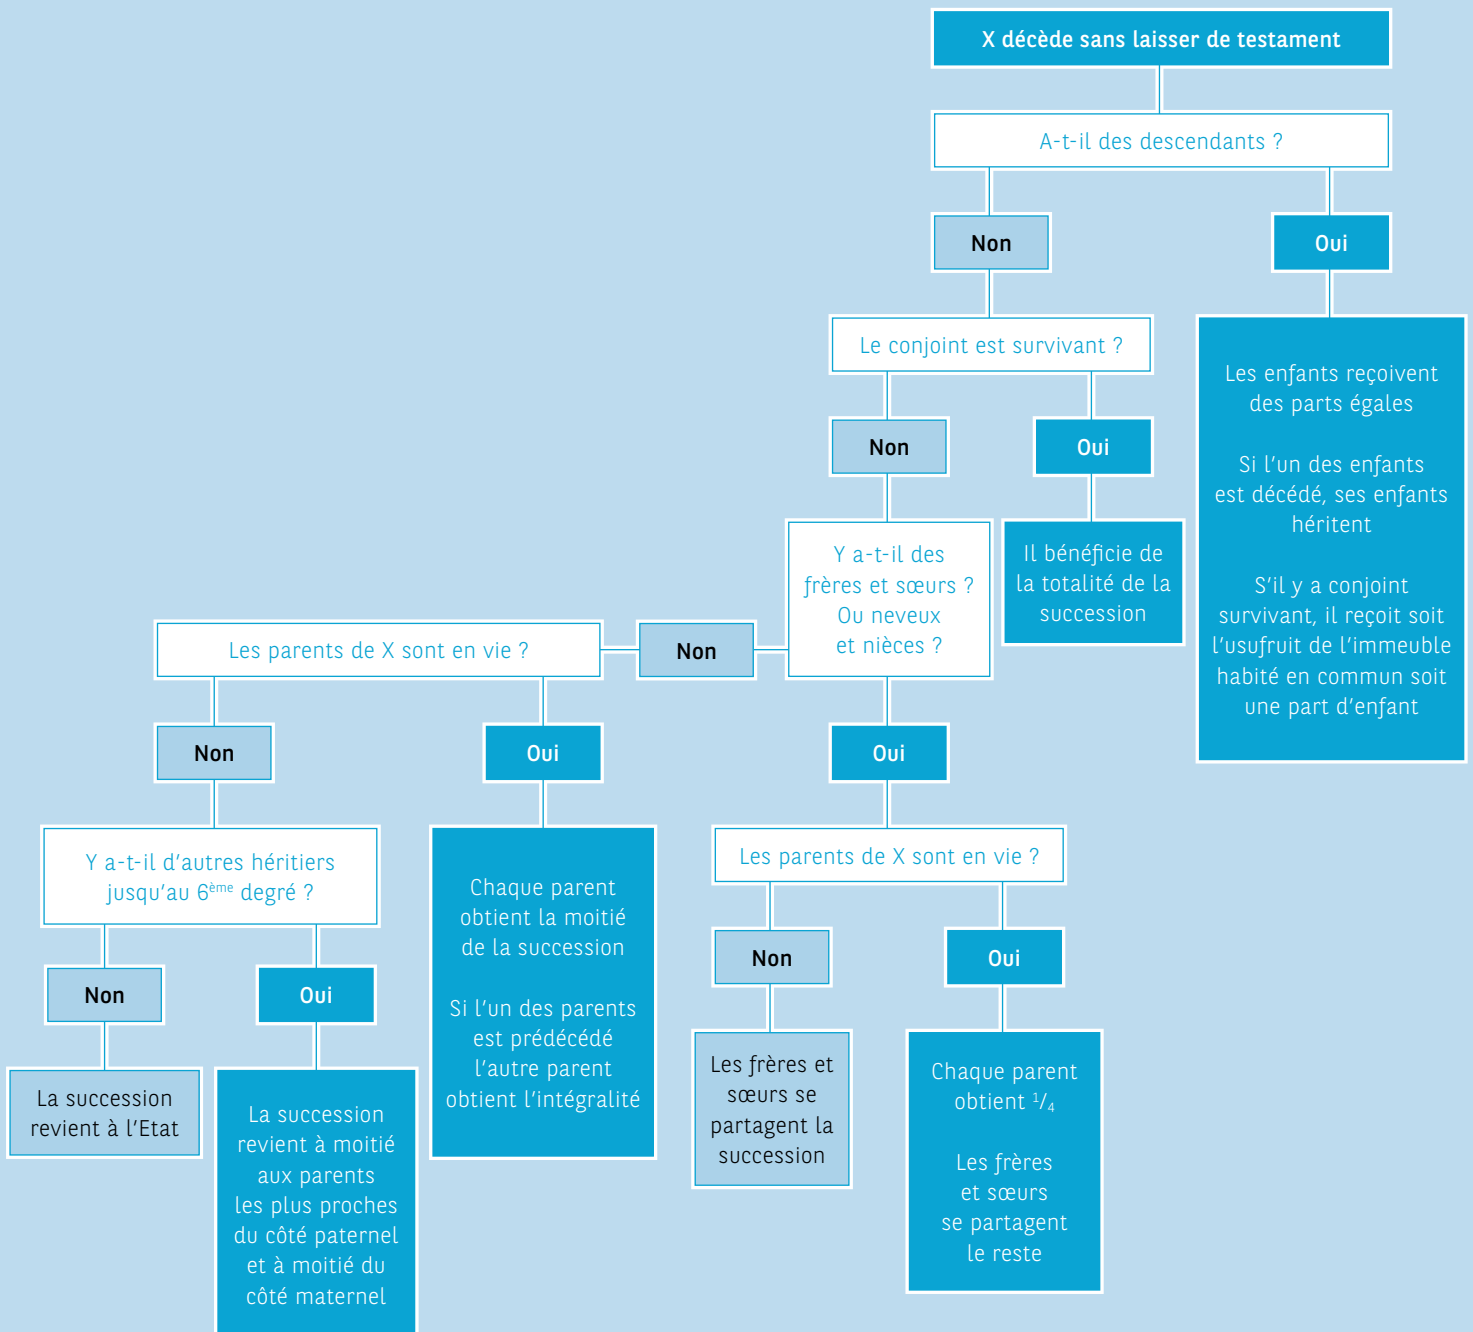 X décède sans laisser de testament
A-t-il des descendants ?
Non
Oui
Le conjoint est survivant ?
Les enfants reçoivent
des parts égales
Si l'un des enfants
est décédé, ses enfants
héritent
S'il y a conjoint
survivant, il reçoit soit
l'usufruit de l'immeuble
habité en commun soit
une part d'enfant
Non
Oui
Y a-t-il des
frères et sœurs ?
Ou neveux
et nièces ?
Il bénéficie de
la totalité de la
succession
Non
Les parents de X sont en vie ?
Non
Oui
Oui
Y a-t-il d'autres héritiers
jusqu'au 6ème degré ?
Chaque parent
obtient la moitié
de la succession
Si l'un des parents
est prédécédé
l'autre parent
obtient l'intégralité
Les parents de X sont en vie ?
Non
Oui
Non
Oui
La succession
revient à l'Etat
La succession
revient à moitié
aux parents
les plus proches
du côté paternel
et à moitié du
côté maternel
Les frères et
sœurs se
partagent la
succession
Chaque parent
obtient 1/4
Les frères
et sœurs
se partagent
le reste